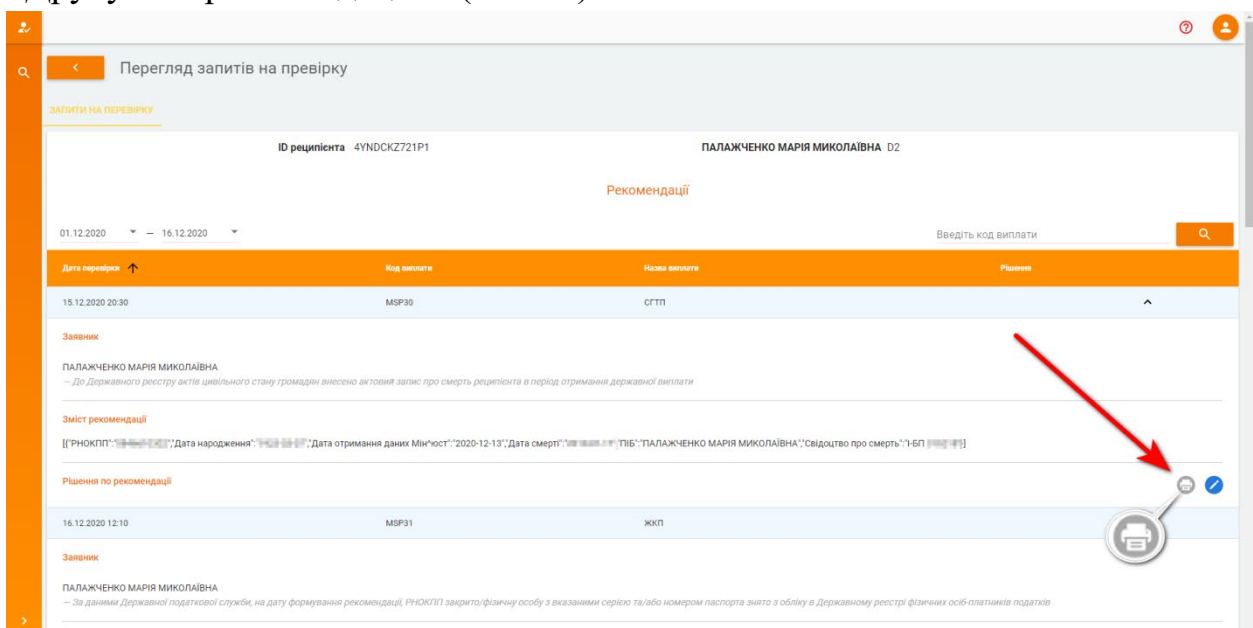 Перегляд запитів на превірку
ЗАПИТИ НА ПЕРЕВІРКУ
ID реципієнта 4YNDCKZ721P1 ПАЛАЖЧЕНКО МАРІЯ МИКОЛАЇВНА D2
Рекомендації
01.12.2020 – 16.12.2020 Введіть код виплати
Дата перевірки Код виплати Назва виплати Рішення
15.12.2020 20:30 MSP30 СГТП
Заявник
ПАЛАЖЧЕНКО МАРІЯ МИКОЛАЇВНА
– До Державного реєстру актів цивільного стану громадян внесено актовий запис про смерть реципієнта в період отримання державної виплати
Зміст рекомендації
[{"РНОКПП":" ","Дата народження":" ","Дата отримання даних Мін^юст":"2020-12-13","Дата смерті":" ","ПІБ":"ПАЛАЖЧЕНКО МАРІЯ МИКОЛАЇВНА","Свідоцтво про смерть":"І-БП ]
Рішення по рекомендації
16.12.2020 12:10 MSP31 ЖКП
Заявник
ПАЛАЖЧЕНКО МАРІЯ МИКОЛАЇВНА
– За даними Державної податкової служби, на дату формування рекомендації, РНОКПП закрито/фізичну особу з вказаними серією та/або номером паспорта знято з обліку в Державному реєстрі фізичних осіб-платників податків